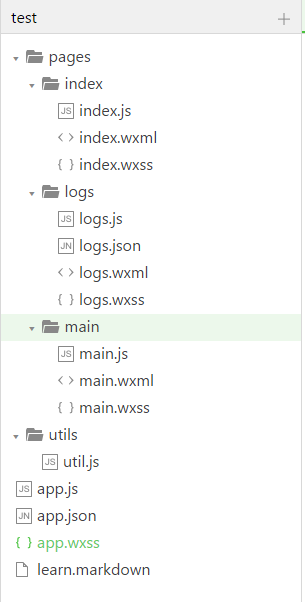 test
pages
index
JS index.js
<> index.wxml
{ } index.wxss
logs
JS logs.js
JN logs.json
<> logs.wxml
{ } logs.wxss
main
JS main.js
<> main.wxml
{ } main.wxss
utils
JS util.js
JS app.js
JN app.json
{ } app.wxss
learn.markdown